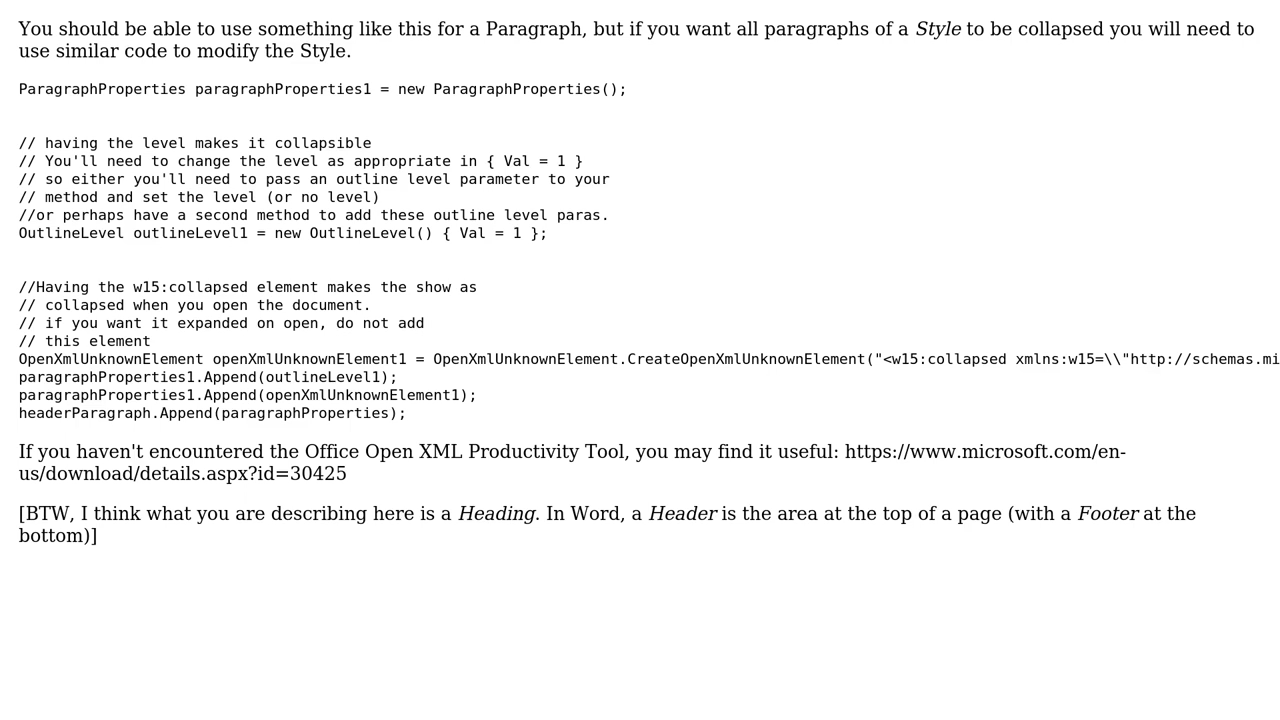 You should be able to use something like this for a Paragraph, but if you want all paragraphs of a Style to be collapsed you will need to
use similar code to modify the Style.
ParagraphProperties paragraphProperties1 = new ParagraphProperties();
// having the level makes it collapsible
// You'll need to change the level as appropriate in { Val = 1 }
// so either you'll need to pass an outline level parameter to your
// method and set the level (or no level)
//or perhaps have a second method to add these outline level paras.
OutlineLevel outlineLevel1 = new OutlineLevel() { Val = 1 };
//Having the w15:collapsed element makes the show as
// collapsed when you open the document.
// if you want it expanded on open, do not add
// this element
OpenXmlUnknownElement openXmlUnknownElement1 = OpenXmlUnknownElement.CreateOpenXmlUnknownElement("<w15:collapsed xmlns:w15=\\"http://schemas.mi
paragraphProperties1.Append(outlineLevel1);
paragraphProperties1.Append(openXmlUnknownElement1);
headerParagraph.Append(paragraphProperties);
If you haven't encountered the Office Open XML Productivity Tool, you may find it useful: https://www.microsoft.com/en-
us/download/details.aspx?id=30425
[BTW, I think what you are describing here is a Heading. In Word, a Header is the area at the top of a page (with a Footer at the
bottom)]